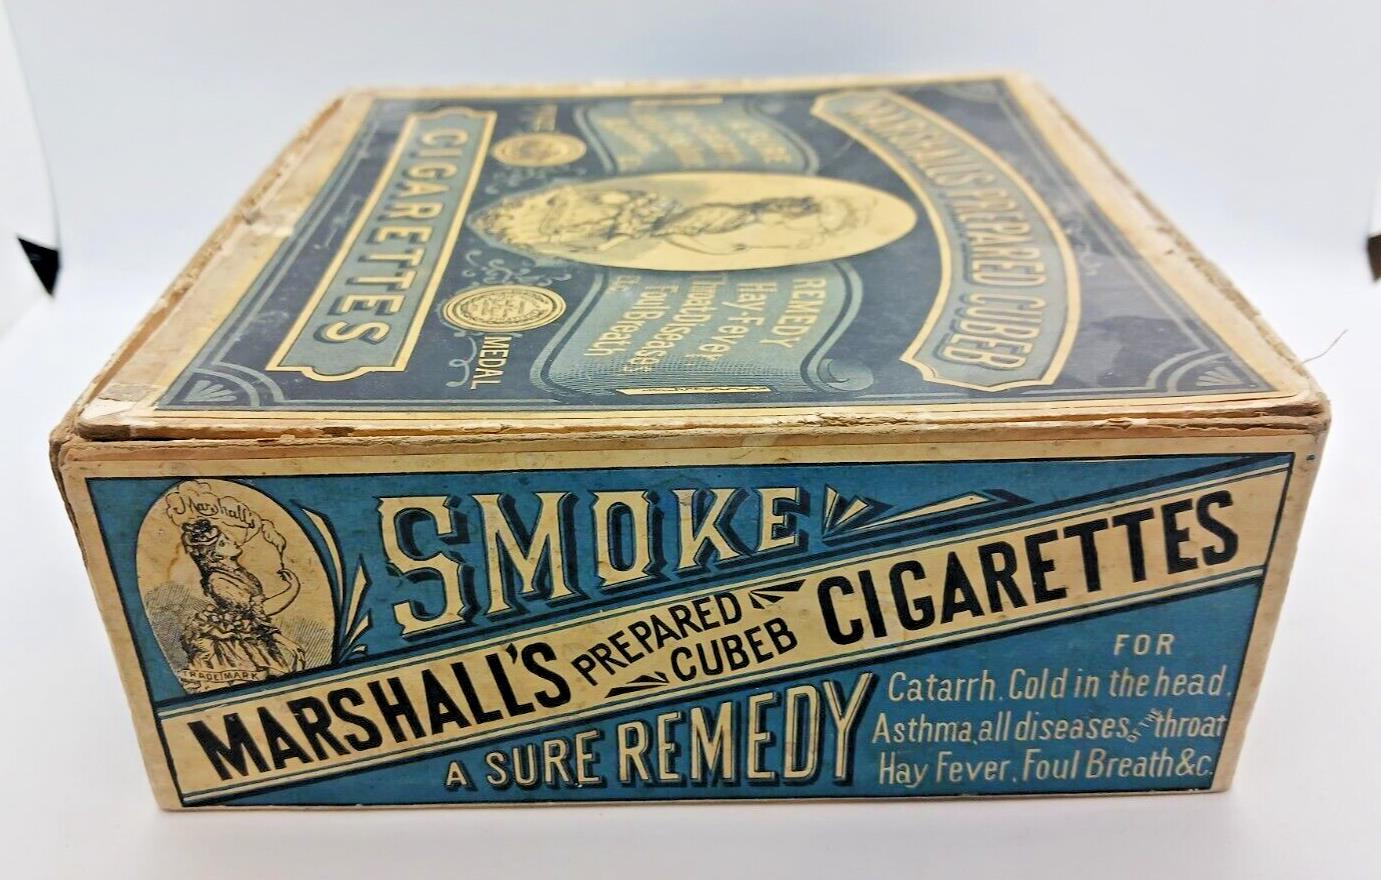 MARSHALL'S PREPARED CUBEB
REMEDY
Hay-Fever
Throat Diseases
Foul Breath
&c.
MEDAL
CIGARETTES
Marshall's
TRADE MARK
SMOKE
MARSHALL'S PREPARED CUBEB CIGARETTES
A SURE REMEDY
FOR
Catarrh. Cold in the head.
Asthma, all diseases OF THE throat
Hay Fever. Foul Breath &c.